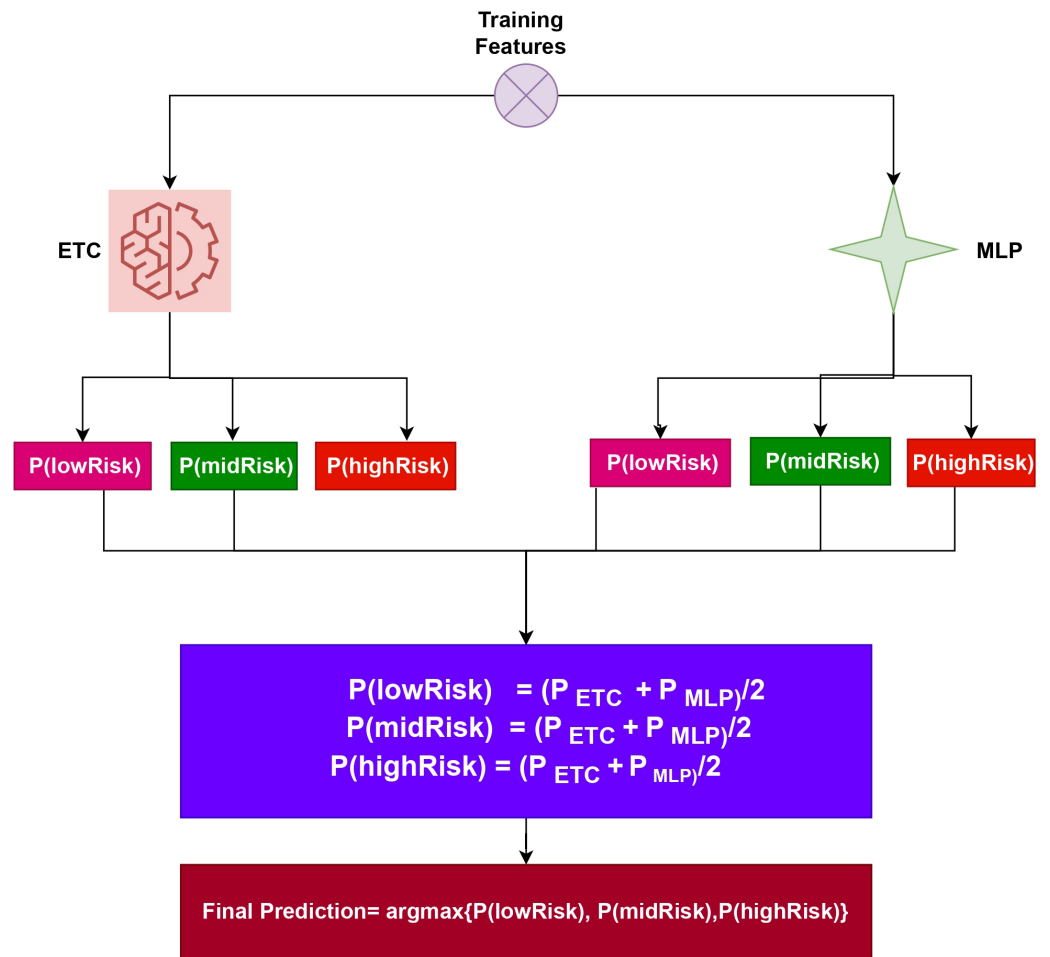 Training
Features
ETC
MLP
P(lowRisk)
P(midRisk)
P(highRisk)
P(lowRisk)
P(midRisk)
P(highRisk)
P(lowRisk) = (P ETC + P MLP)/2
P(midRisk) = (P ETC + P MLP)/2
P(highRisk) = (P ETC + P MLP)/2
Final Prediction= argmax{P(lowRisk), P(midRisk),P(highRisk)}